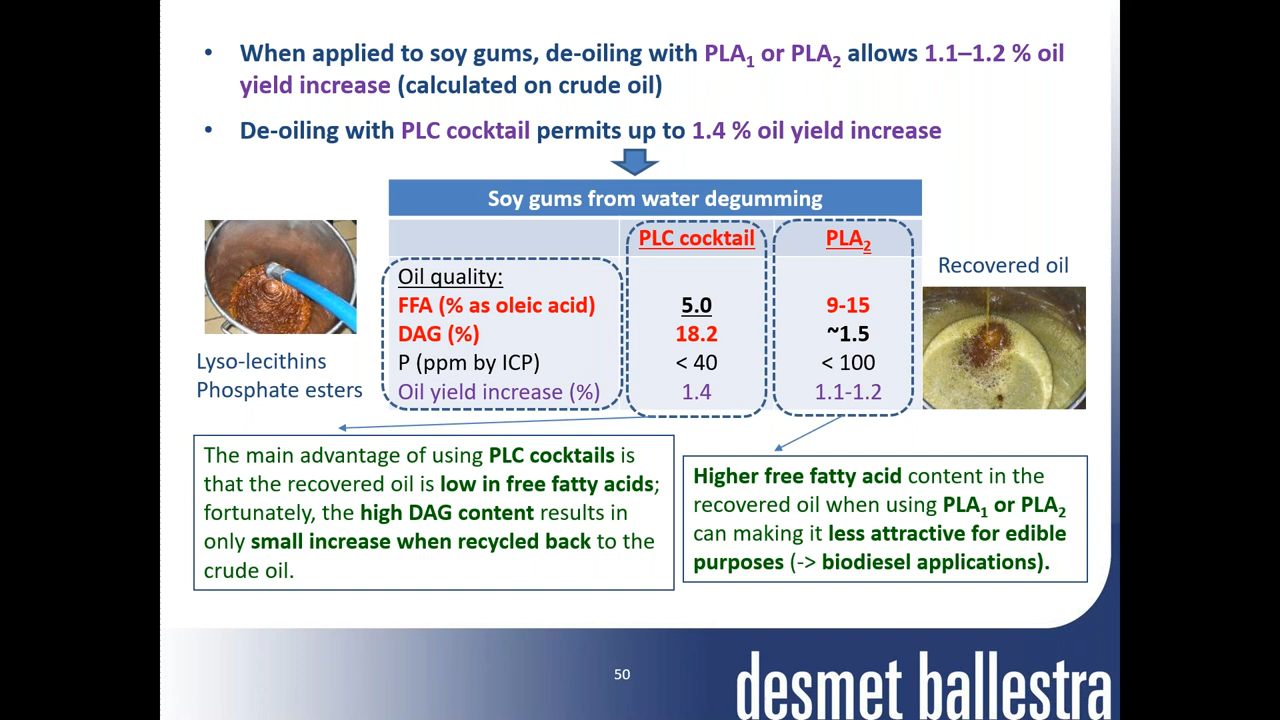 • When applied to soy gums, de-oiling with PLA1 or PLA2 allows 1.1–1.2 % oil
yield increase (calculated on crude oil)
• De-oiling with PLC cocktail permits up to 1.4 % oil yield increase
Soy gums from water degumming
PLC cocktail PLA2
Oil quality:
FFA (% as oleic acid) 5.0 9-15
DAG (%) 18.2 ~1.5
P (ppm by ICP) < 40 < 100
Oil yield increase (%) 1.4 1.1-1.2
Lyso-lecithins
Phosphate esters
Recovered oil
The main advantage of using PLC cocktails is
that the recovered oil is low in free fatty acids;
fortunately, the high DAG content results in
only small increase when recycled back to the
crude oil.
Higher free fatty acid content in the
recovered oil when using PLA1 or PLA2
can making it less attractive for edible
purposes (-> biodiesel applications).
50
desmet ballestra